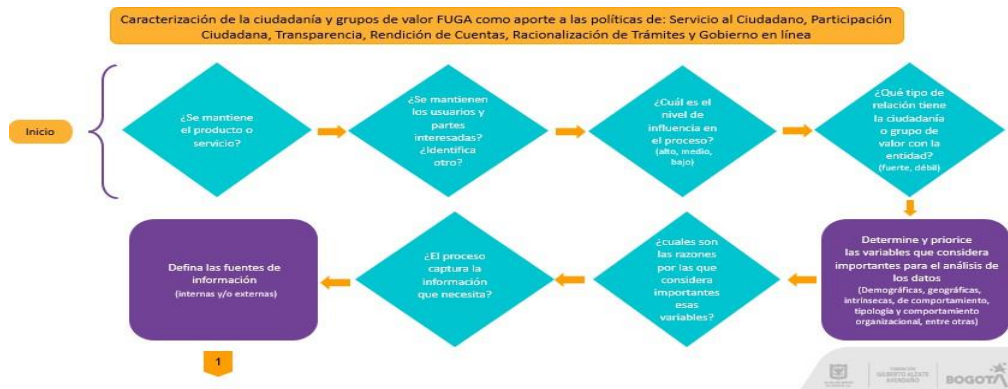 Caracterización de la ciudadanía y grupos de valor FUGA como aporte a las políticas de: Servicio al Ciudadano, Participación
Ciudadana, Transparencia, Rendición de Cuentas, Racionalización de Trámites y Gobierno en línea
Inicio
¿Se mantiene
el producto o
servicio?
¿Se mantienen
los usuarios y
partes
interesadas?
¿Identifica
otro?
¿Cuál es el
nivel de
influencia en
el proceso?
(alto, medio,
bajo)
¿Qué tipo de
relación tiene
la ciudadanía
o grupo de
valor con la
entidad?
(fuerte, débil)
Determine y priorice
las variables que considera
importantes para el análisis de
los datos
(Demográficas, geográficas,
intrínsecas, de comportamiento,
tipología y comportamiento
organizacional, entre otras)
¿cuales son
las razones
por las que
considera
importantes
esas
variables?
¿El proceso
captura la
información
que necesita?
Defina las fuentes de
información
(internas y/o externas)
1
GILBERTO ALZATE
AVENDAÑO
BOGOTÁ